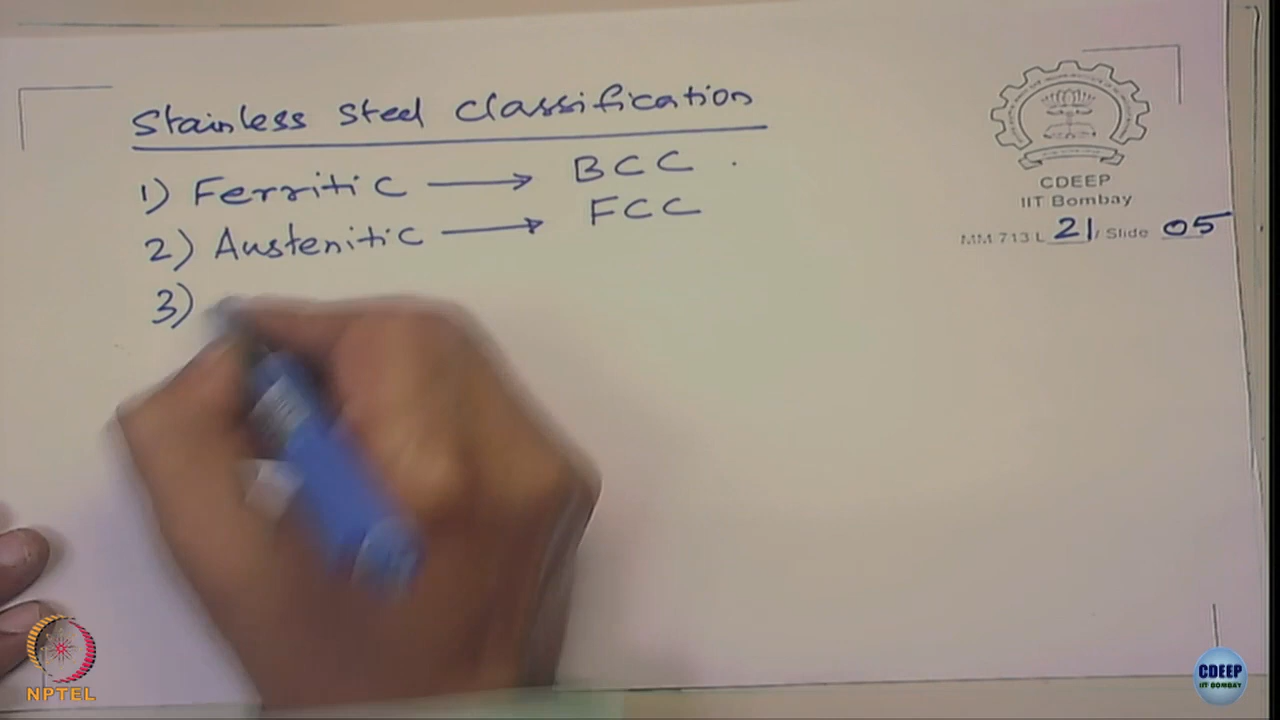 Stainless Steel Classification
1) Ferritic → BCC .
2) Austenitic → FCC
3)
CDEEP
IIT Bombay
MM 713 L 21 / Slide 05
NPTEL
CDEEP
IIT BOMBAY